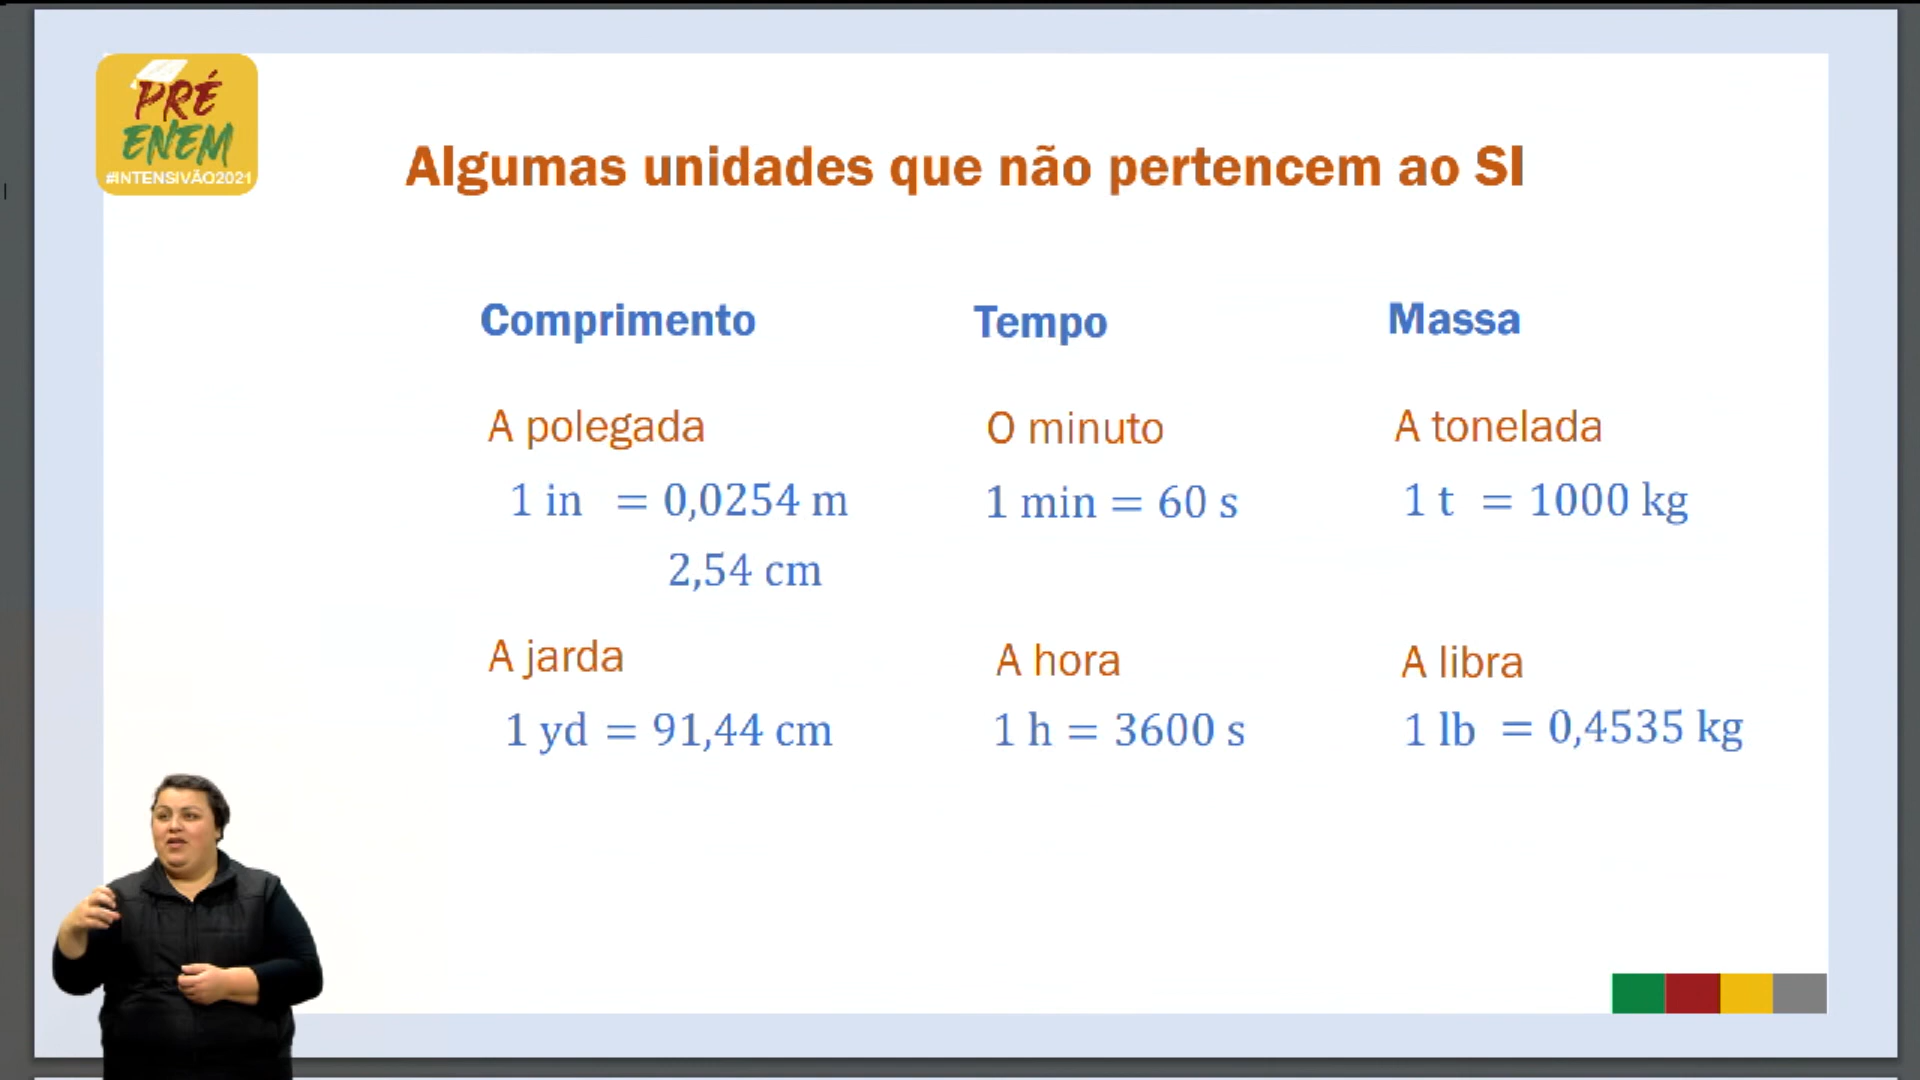 PRÉ
ENEM
#INTENSIVÃO2021
Algumas unidades que não pertencem ao SI
Comprimento
A polegada
1 in = 0,0254 m
2,54 cm
A jarda
1 yd = 91,44 cm
Tempo
O minuto
1 min = 60 s
A hora
1 h = 3600 s
Massa
A tonelada
1 t = 1000 kg
A libra
1 lb = 0,4535 kg